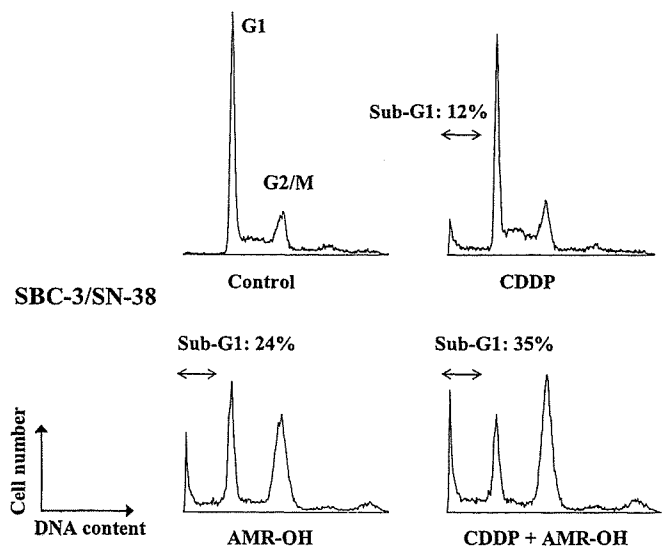 G1
G2/M
Control
Sub-G1: 12%
CDDP
SBC-3/SN-38
Sub-G1: 24%
AMR-OH
Sub-G1: 35%
CDDP + AMR-OH
Cell number
DNA content